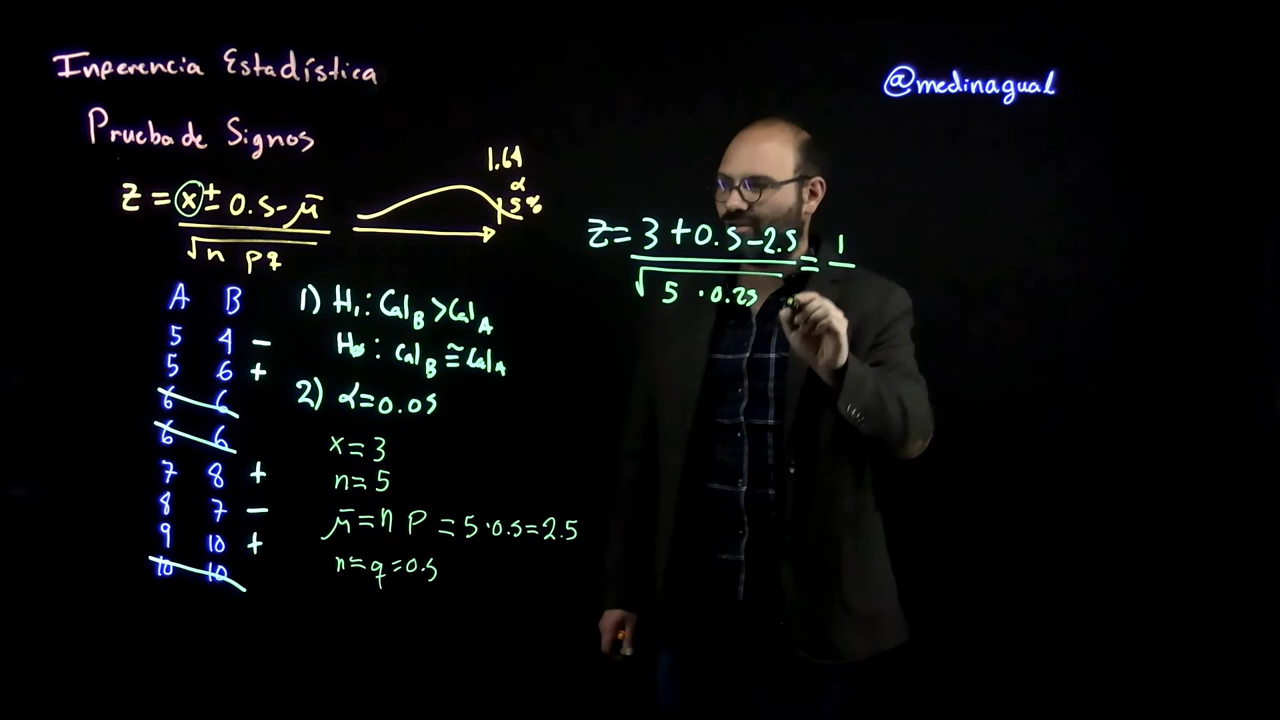 Inperencia Estadística
@medinagual
Prueba de Signos
z = x ± 0.5 - μ̄
√n p q
1.64
α
5%
A B
5 4 -
5 6 +
6 6
6 6
7 8 +
8 7 -
9 10 +
10 10
1) H₁: Cal_B > Cal_A
H₀: Cal_B ≅ Cal_A
2) α = 0.05
x = 3
n = 5
μ̄ = n p = 5 · 0.5 = 2.5
n = q = 0.5
z = 3 + 0.5 - 2.5 = 1
√5 · 0.25